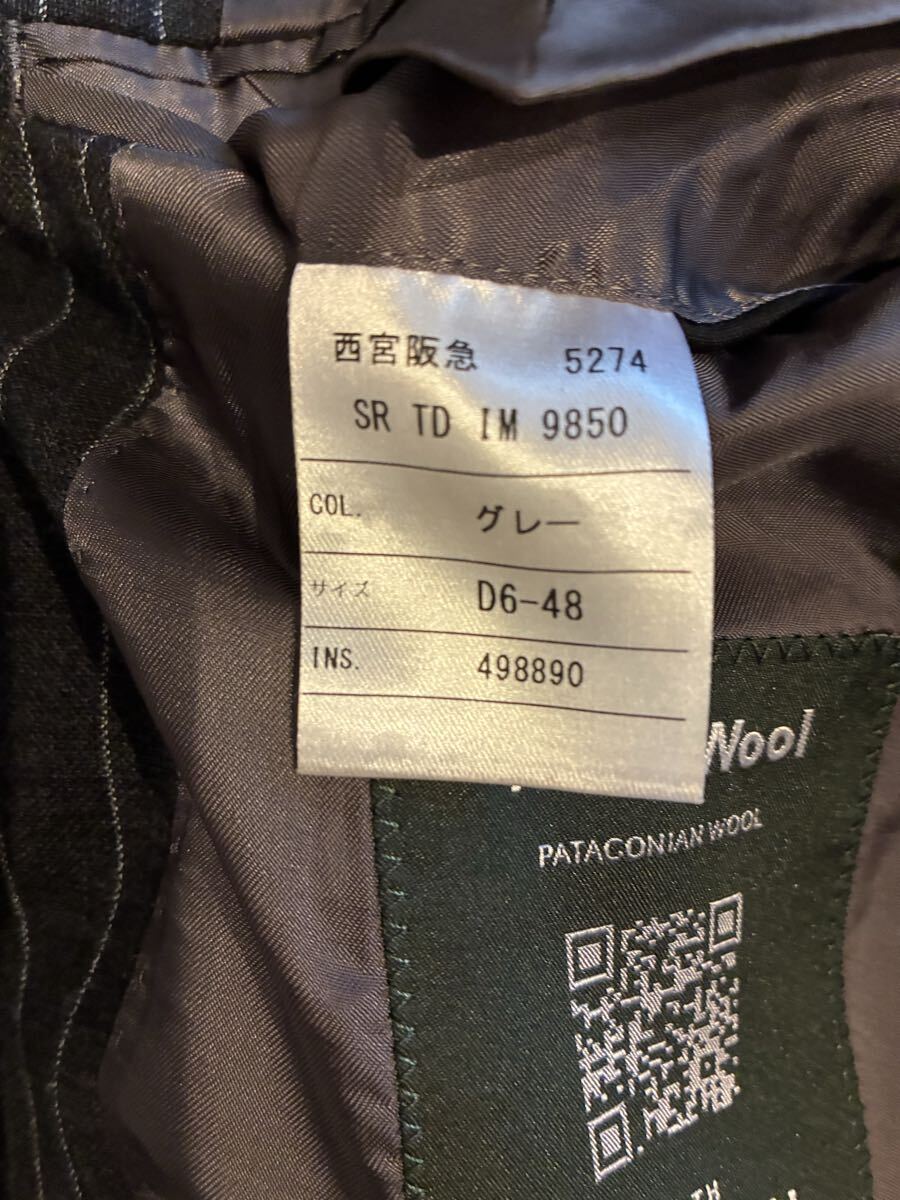 西宮阪急 5274
SR TD IM 9850
COL. グレー
サイズ D6-48
INS. 498890
Wool
PATAGONIAN WOOL
TH